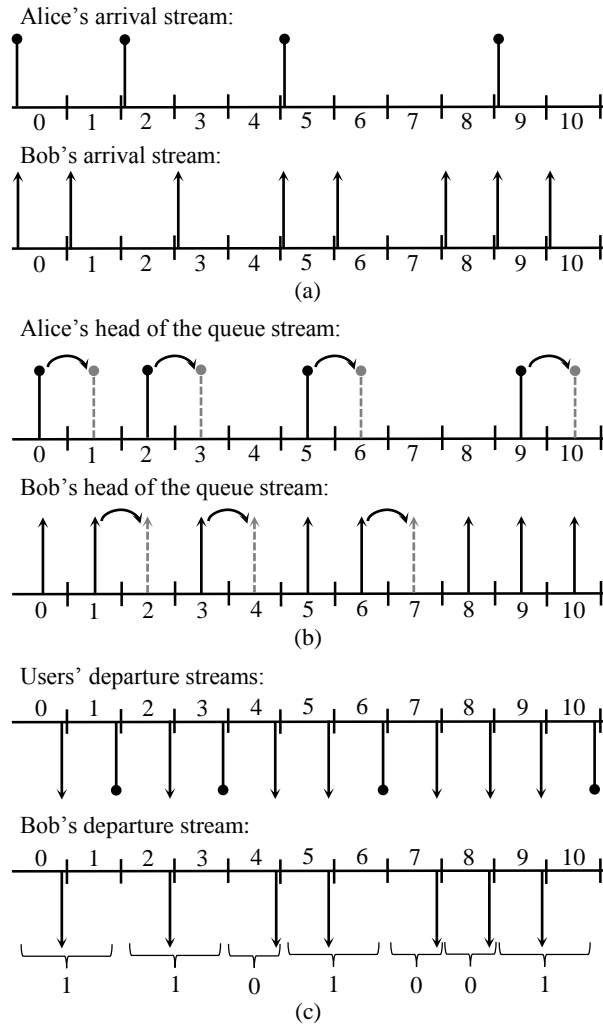 Alice's arrival stream:
0 1 2 3 4 5 6 7 8 9 10
Bob's arrival stream:
0 1 2 3 4 5 6 7 8 9 10
(a)
Alice's head of the queue stream:
0 1 2 3 4 5 6 7 8 9 10
Bob's head of the queue stream:
0 1 2 3 4 5 6 7 8 9 10
(b)
Users' departure streams:
0 1 2 3 4 5 6 7 8 9 10
Bob's departure stream:
0 1 2 3 4 5 6 7 8 9 10
1 1 0 1 0 0 1
(c)